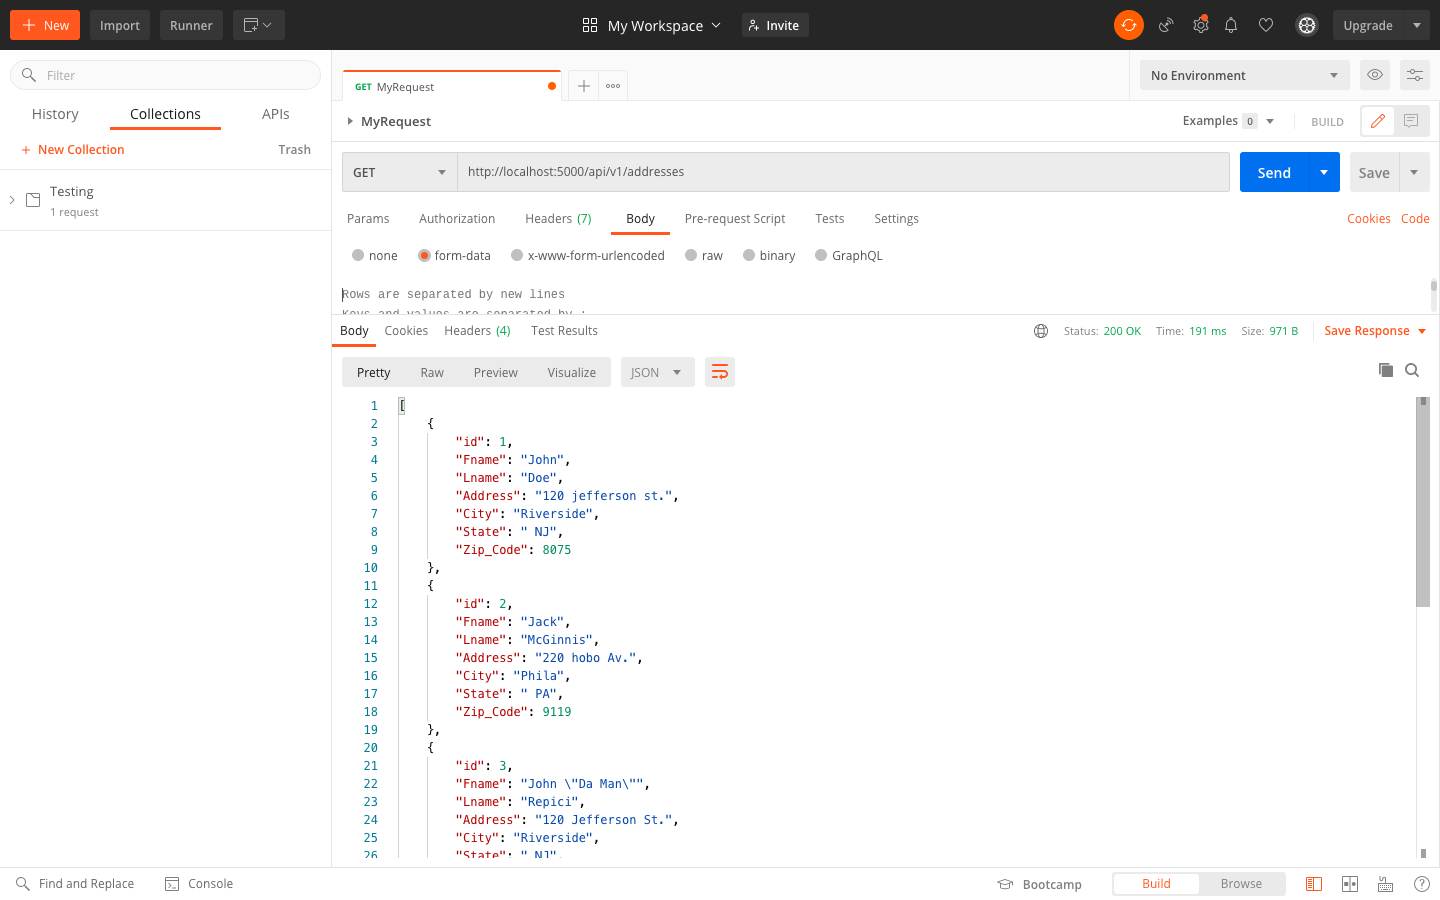 New Import Runner My Workspace Invite Upgrade
Filter
History Collections APIs
+ New Collection Trash
Testing
1 request
GET MyRequest
No Environment
MyRequest Examples 0 BUILD
GET http://localhost:5000/api/v1/addresses Send Save
Params Authorization Headers (7) Body Pre-request Script Tests Settings Cookies Code
none form-data x-www-form-urlencoded raw binary GraphQL
Rows are separated by new lines
Keys and values are separated by :
Body Cookies Headers (4) Test Results Status: 200 OK Time: 191 ms Size: 971 B Save Response
Pretty Raw Preview Visualize JSON
1 [
2 {
3 "id": 1,
4 "Fname": "John",
5 "Lname": "Doe",
6 "Address": "120 jefferson st.",
7 "City": "Riverside",
8 "State": " NJ",
9 "Zip_Code": 8075
10 },
11 {
12 "id": 2,
13 "Fname": "Jack",
14 "Lname": "McGinnis",
15 "Address": "220 hobo Av.",
16 "City": "Phila",
17 "State": " PA",
18 "Zip_Code": 9119
19 },
20 {
21 "id": 3,
22 "Fname": "John \"Da Man\"",
23 "Lname": "Repici",
24 "Address": "120 Jefferson St.",
25 "City": "Riverside",
26 "State": " NJ",
Find and Replace Console Bootcamp Build Browse